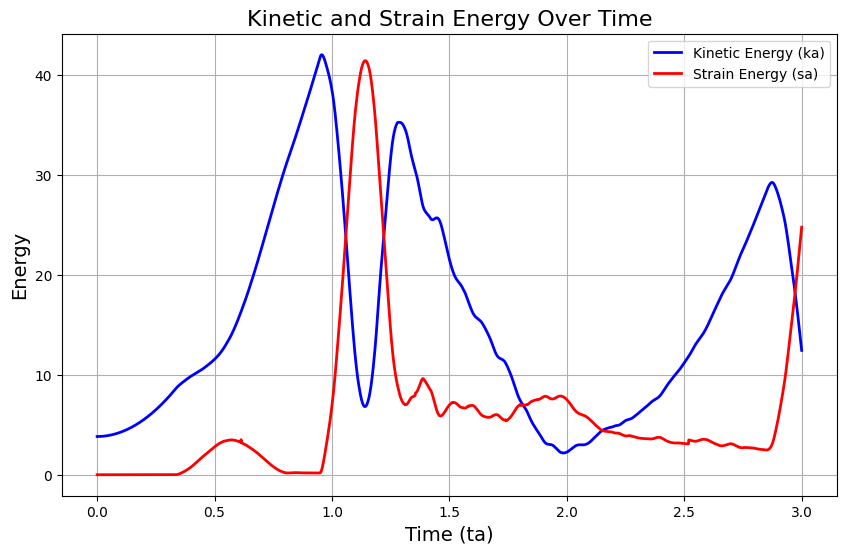 Kinetic and Strain Energy Over Time
Kinetic Energy (ka)
Strain Energy (sa)
Energy
40
30
20
10
0
0.0 0.5 1.0 1.5 2.0 2.5 3.0
Time (ta)